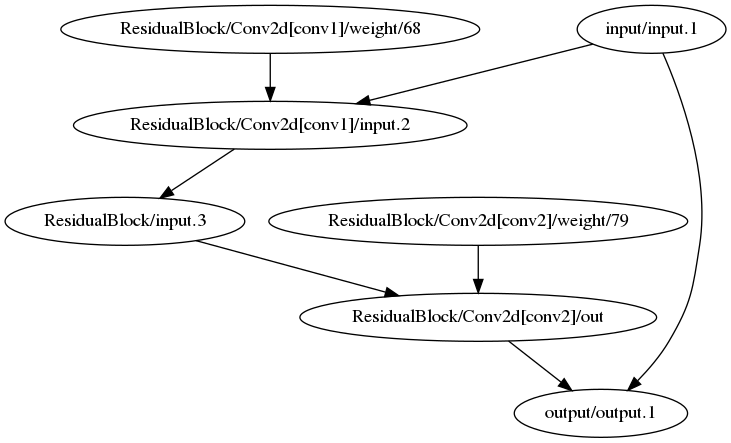 ResidualBlock/Conv2d[conv1]/weight/68
input/input.1
ResidualBlock/Conv2d[conv1]/input.2
ResidualBlock/input.3
ResidualBlock/Conv2d[conv2]/weight/79
ResidualBlock/Conv2d[conv2]/out
output/output.1